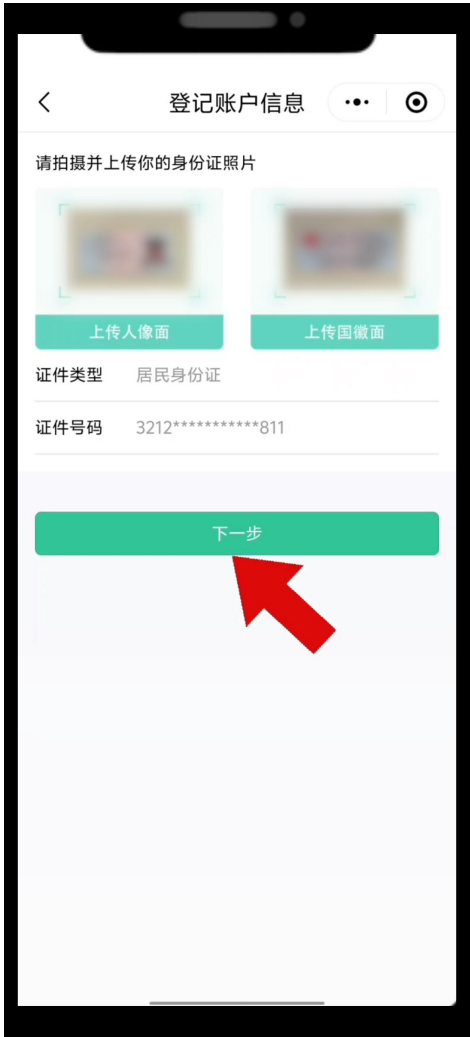 登记账户信息
请拍摄并上传你的身份证照片
上传人像面
上传国徽面
证件类型 居民身份证
证件号码 3212***********811
下一步